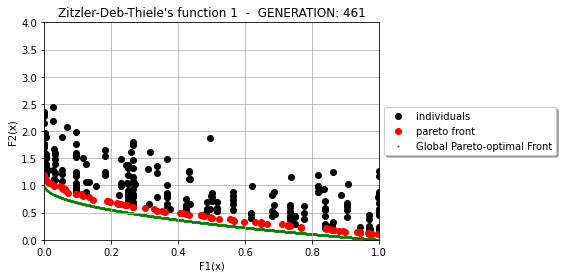 Zitzler-Deb-Thiele's function 1 - GENERATION: 461
4.0
3.5
3.0
2.5
2.0
1.5
1.0
0.5
0.0
F2(x)
0.0 0.2 0.4 0.6 0.8 1.0
F1(x)
individuals
pareto front
Global Pareto-optimal Front